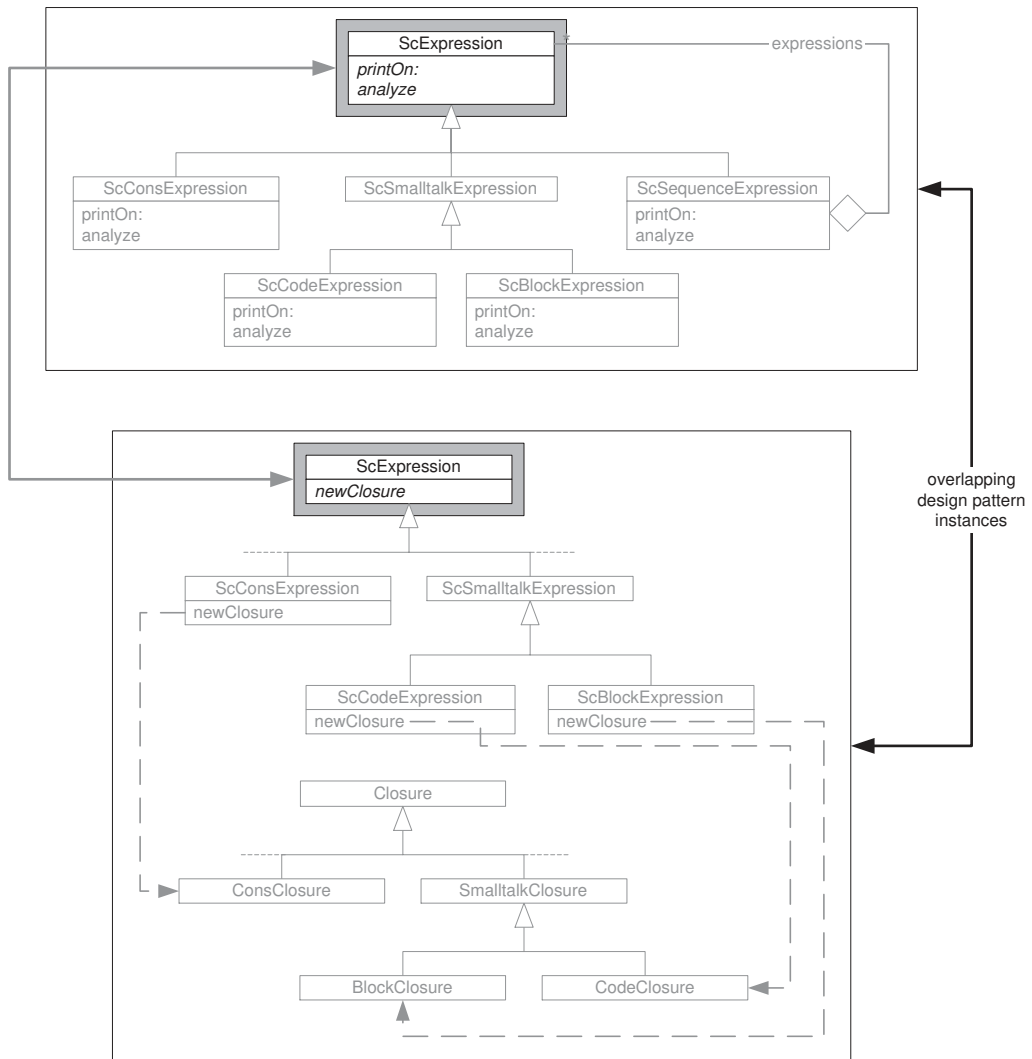 ScExpression
expressions
printOn:
analyze
ScConsExpression
ScSmalltalkExpression
ScSequenceExpression
printOn:
analyze
printOn:
analyze
ScCodeExpression
ScBlockExpression
printOn:
analyze
printOn:
analyze
ScExpression
newClosure
overlapping
design pattern
instances
ScConsExpression
ScSmalltalkExpression
newClosure
ScCodeExpression
ScBlockExpression
newClosure
newClosure
Closure
ConsClosure
SmalltalkClosure
BlockClosure
CodeClosure